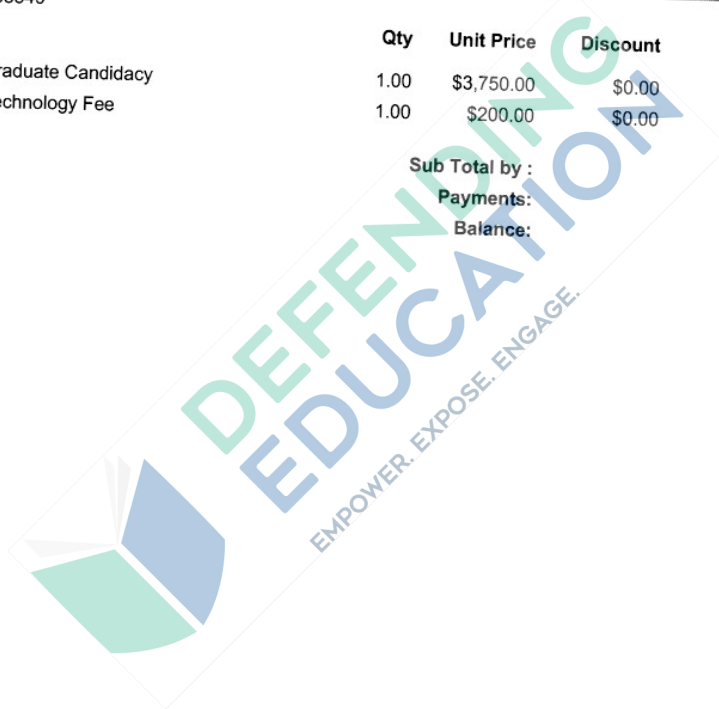 Qty Unit Price Discount
raduate Candidacy 1.00 $3,750.00 $0.00
echnology Fee 1.00 $200.00 $0.00
Sub Total by :
Payments:
Balance:
DEFENDING
EDUCATION
EMPOWER. EXPOSE. ENGAGE.